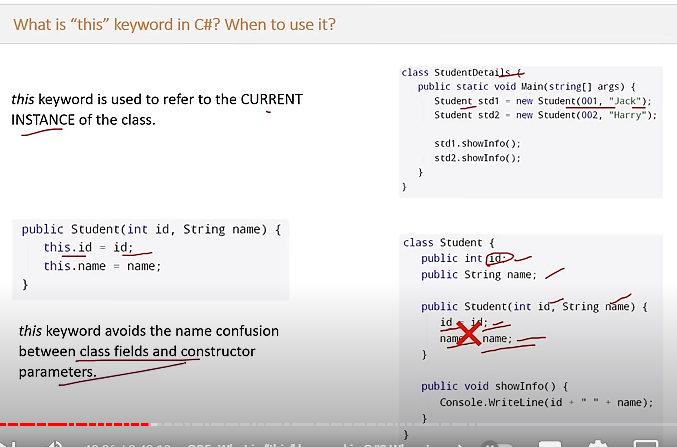 What is “this” keyword in C#? When to use it?
this keyword is used to refer to the CURRENT
INSTANCE of the class.
class StudentDetails {
public static void Main(string[] args) {
Student std1 = new Student(001, "Jack");
Student std2 = new Student(002, "Harry");
std1.showInfo();
std2.showInfo();
}
}
public Student(int id, String name) {
this.id = id;
this.name = name;
}
this keyword avoids the name confusion
between class fields and constructor
parameters.
class Student {
public int id;
public String name;
public Student(int id, String name) {
id = id;
name name;
}
public void showInfo() {
Console.WriteLine(id + " " + name);
}
}